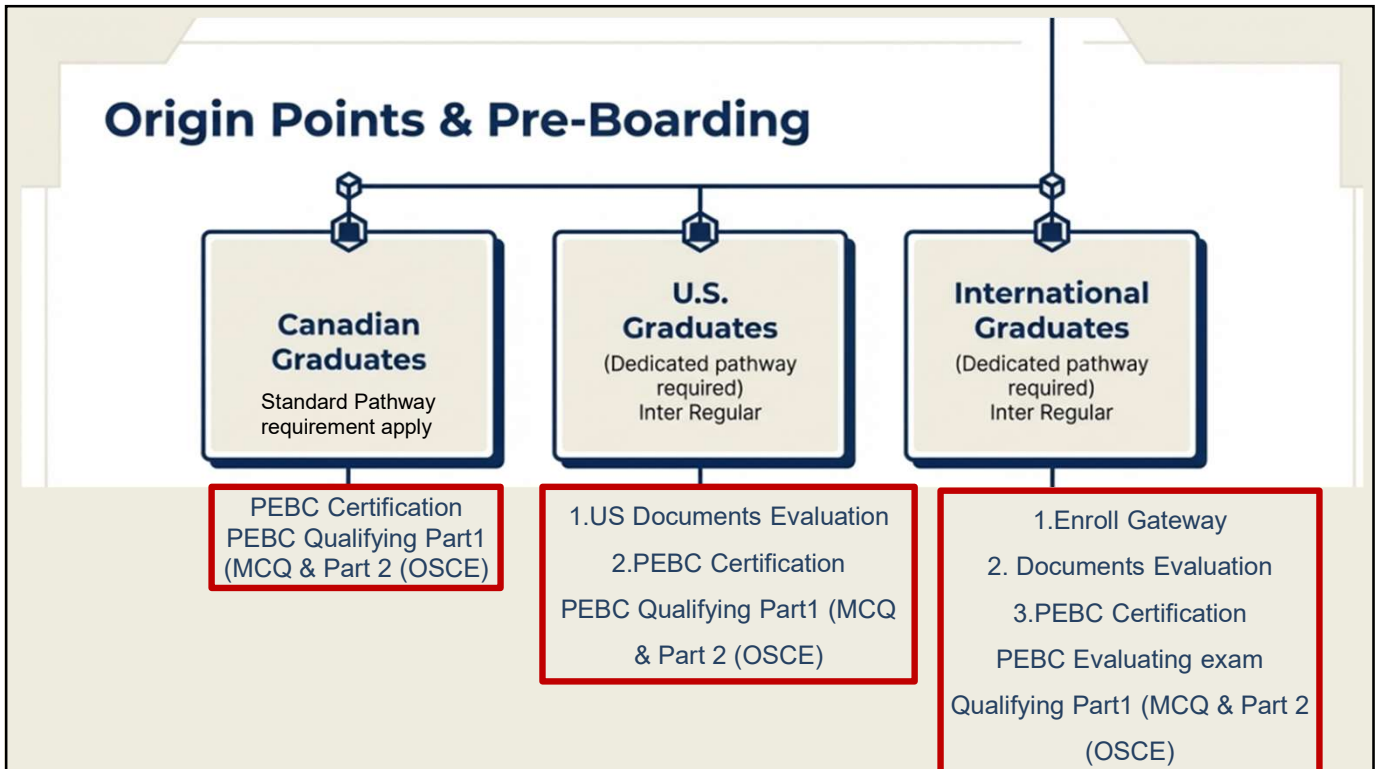 Origin Points & Pre-Boarding
Canadian
Graduates
Standard Pathway
requirement apply
U.S.
Graduates
(Dedicated pathway
required)
Inter Regular
International
Graduates
(Dedicated pathway
required)
Inter Regular
PEBC Certification
PEBC Qualifying Part1
(MCQ & Part 2 (OSCE)
1.US Documents Evaluation
2.PEBC Certification
PEBC Qualifying Part1 (MCQ
& Part 2 (OSCE)
1.Enroll Gateway
2. Documents Evaluation
3.PEBC Certification
PEBC Evaluating exam
Qualifying Part1 (MCQ & Part 2
(OSCE)